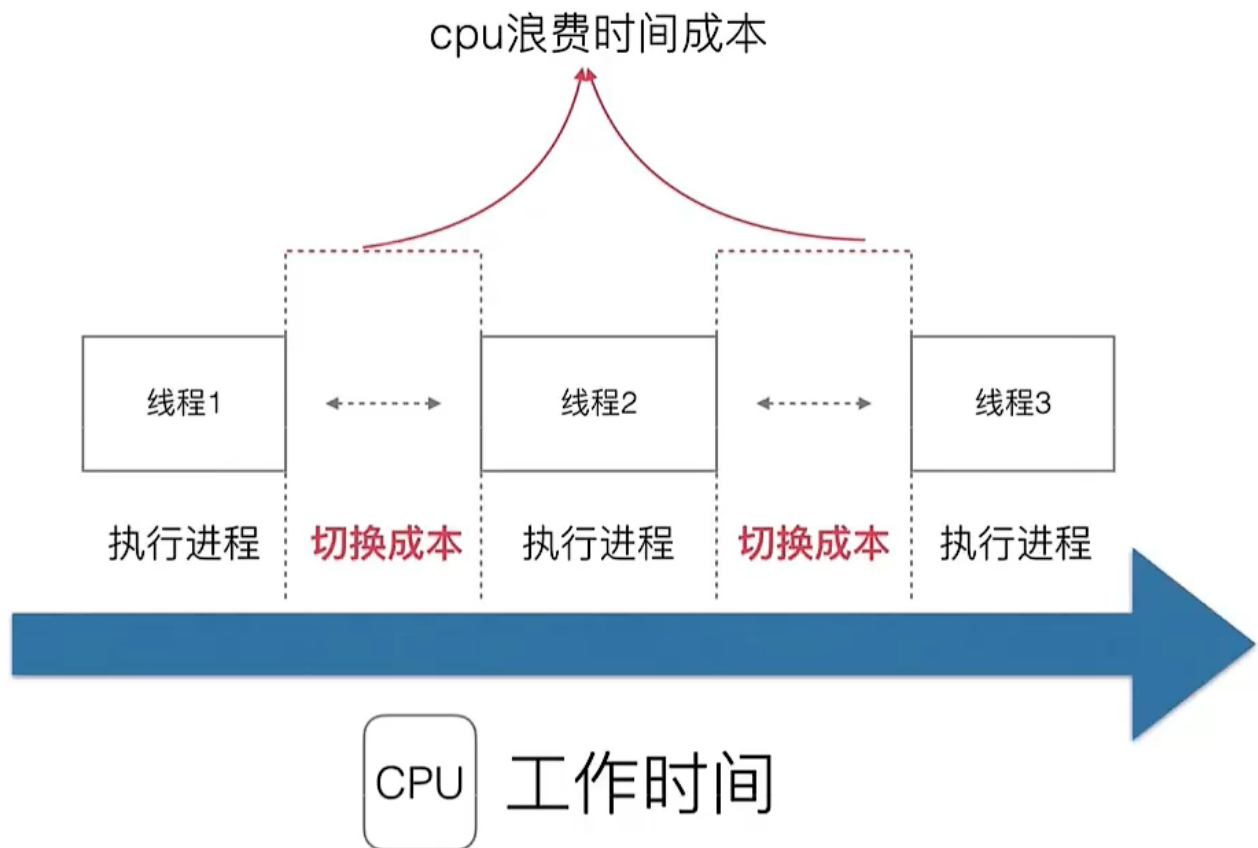 cpu浪费时间成本
线程1
线程2
线程3
执行进程
切换成本
执行进程
切换成本
执行进程
CPU
工作时间